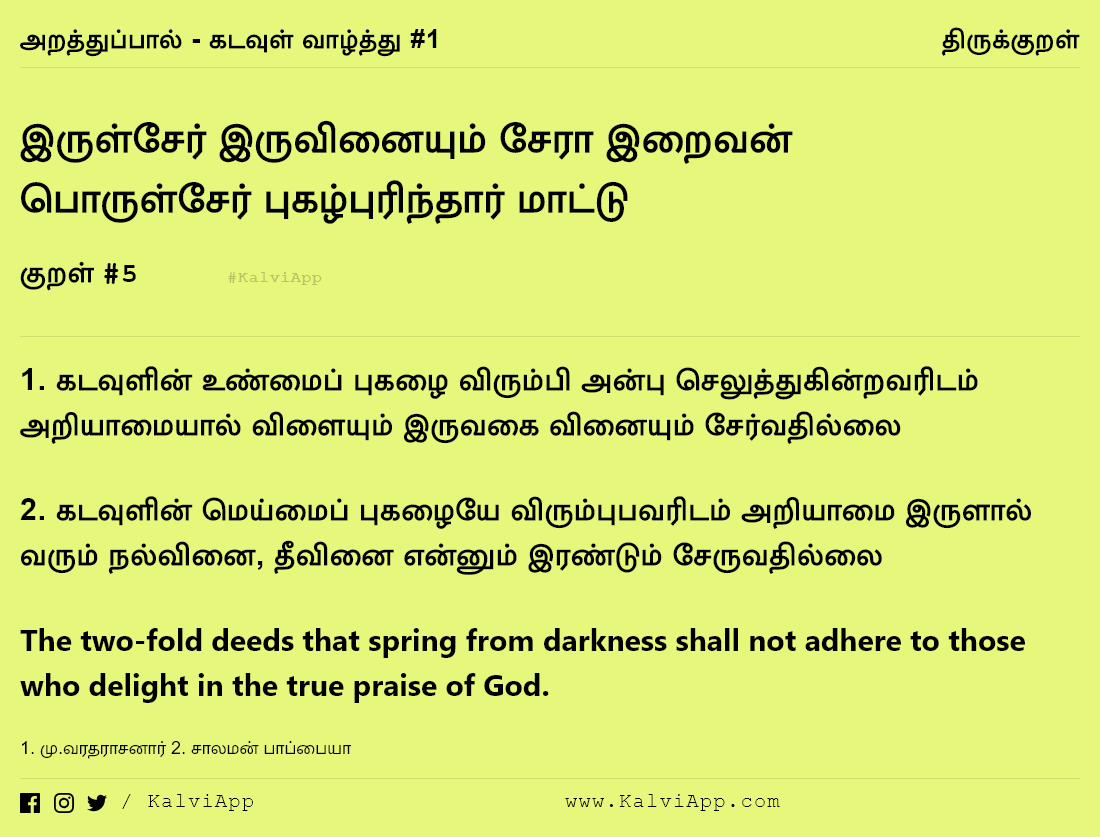 அறத்துப்பால் - கடவுள் வாழ்த்து #1 திருக்குறள்
இருள்சேர் இருவினையும் சேரா இறைவன்
பொருள்சேர் புகழ்புரிந்தார் மாட்டு
குறள் #5 #KalviApp
1. கடவுளின் உண்மைப் புகழை விரும்பி அன்பு செலுத்துகின்றவரிடம்
அறியாமையால் விளையும் இருவகை வினையும் சேர்வதில்லை
2. கடவுளின் மெய்மைப் புகழையே விரும்புபவரிடம் அறியாமை இருளால்
வரும் நல்வினை, தீவினை என்னும் இரண்டும் சேருவதில்லை
The two-fold deeds that spring from darkness shall not adhere to those
who delight in the true praise of God.
1. மு.வரதராசனார் 2. சாலமன் பாப்பையா
/ KalviApp www.KalviApp.com